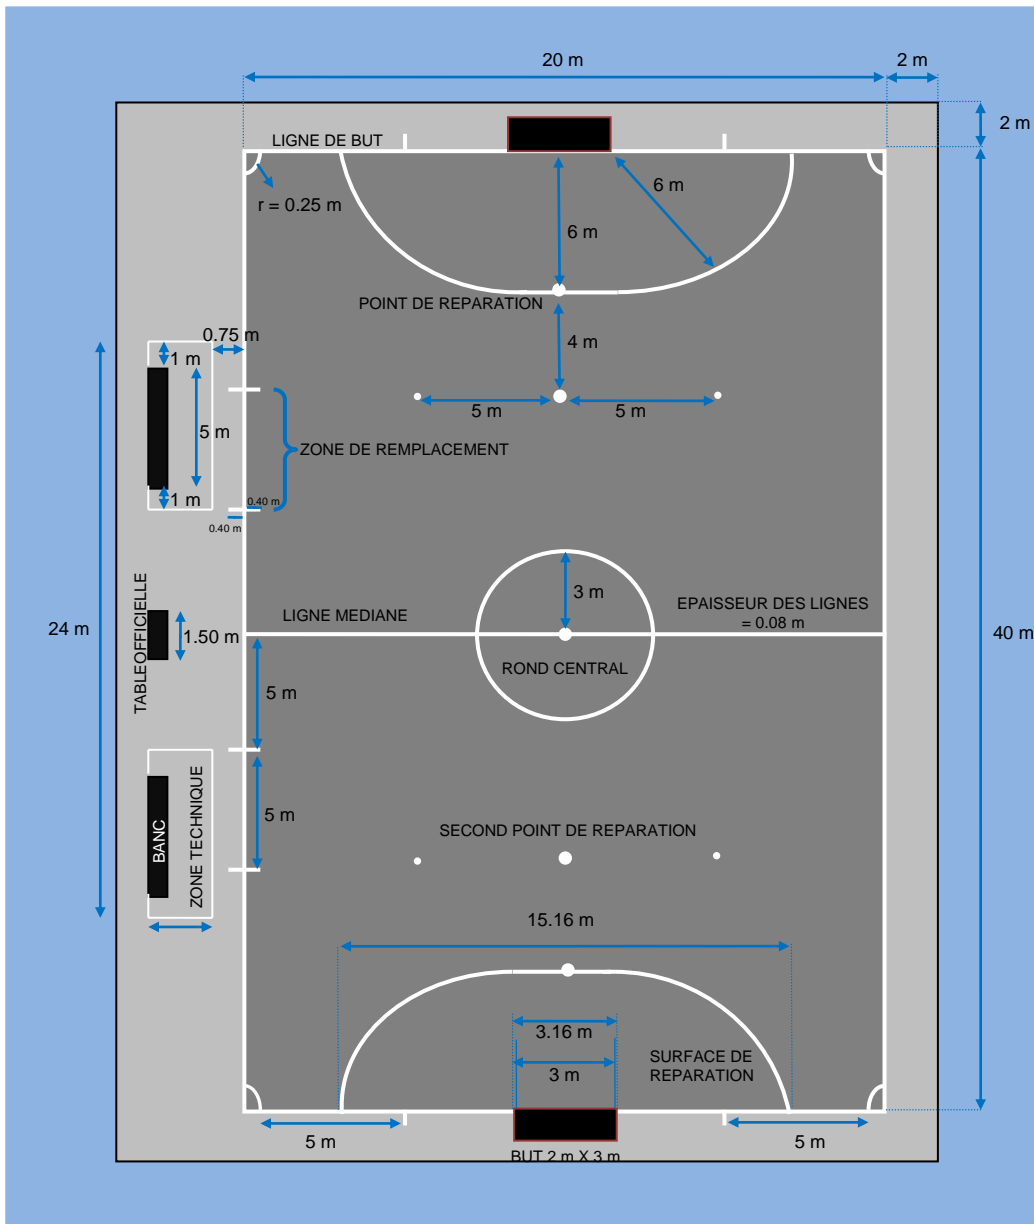 20 m
2 m
2 m
LIGNE DE BUT
r = 0.25 m
6 m
6 m
POINT DE REPARATION
0.75 m
4 m
1 m
5 m
5 m
5 m
ZONE DE REMPLACEMENT
1 m
0.40 m
0.40 m
TABLEOFFICIELLE
3 m
LIGNE MEDIANE
EPAISSEUR DES LIGNES
= 0.08 m
24 m
1.50 m
40 m
ROND CENTRAL
5 m
5 m
BANC
ZONE TECHNIQUE
SECOND POINT DE REPARATION
15.16 m
3.16 m
SURFACE DE
REPARATION
3 m
5 m
5 m
BUT 2 m X 3 m